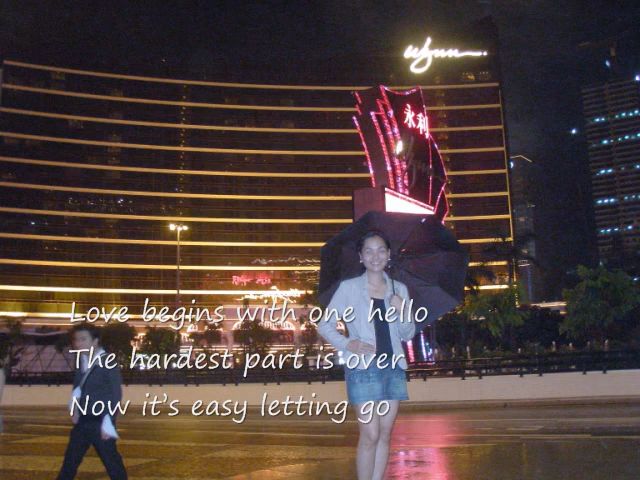 wynn.
永利
Love begins with one hello
The hardest part is over
Now it's easy letting go